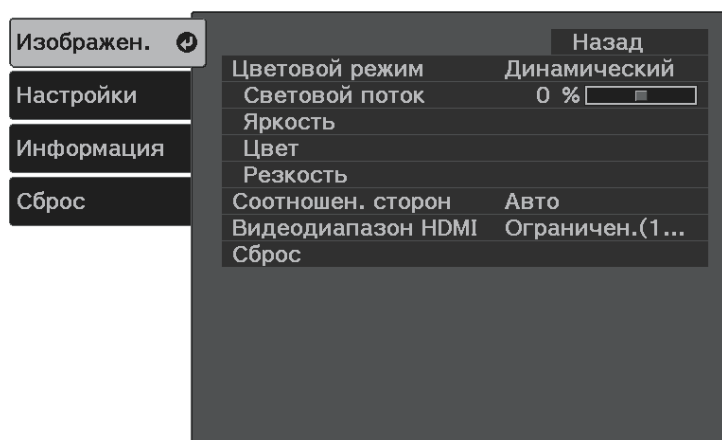 Изображен.
Настройки
Информация
Сброс
Назад
Цветовой режим Динамический
Световой поток 0 %
Яркость
Цвет
Резкость
Соотношен. сторон Авто
Видеодиапазон HDMI Ограничен.(1...
Сброс